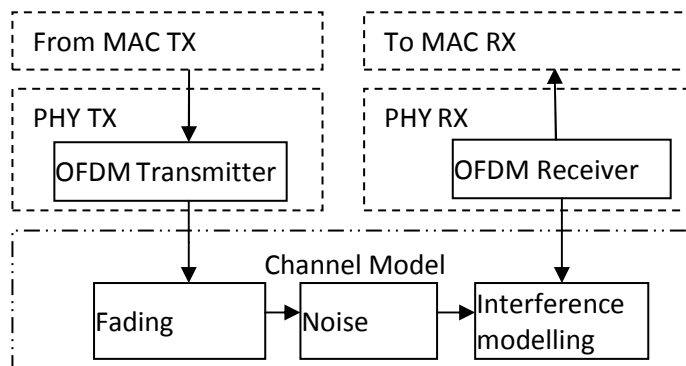 From MAC TX
To MAC RX
PHY TX
PHY RX
OFDM Transmitter
OFDM Receiver
Channel Model
Fading
Noise
Interference
modelling